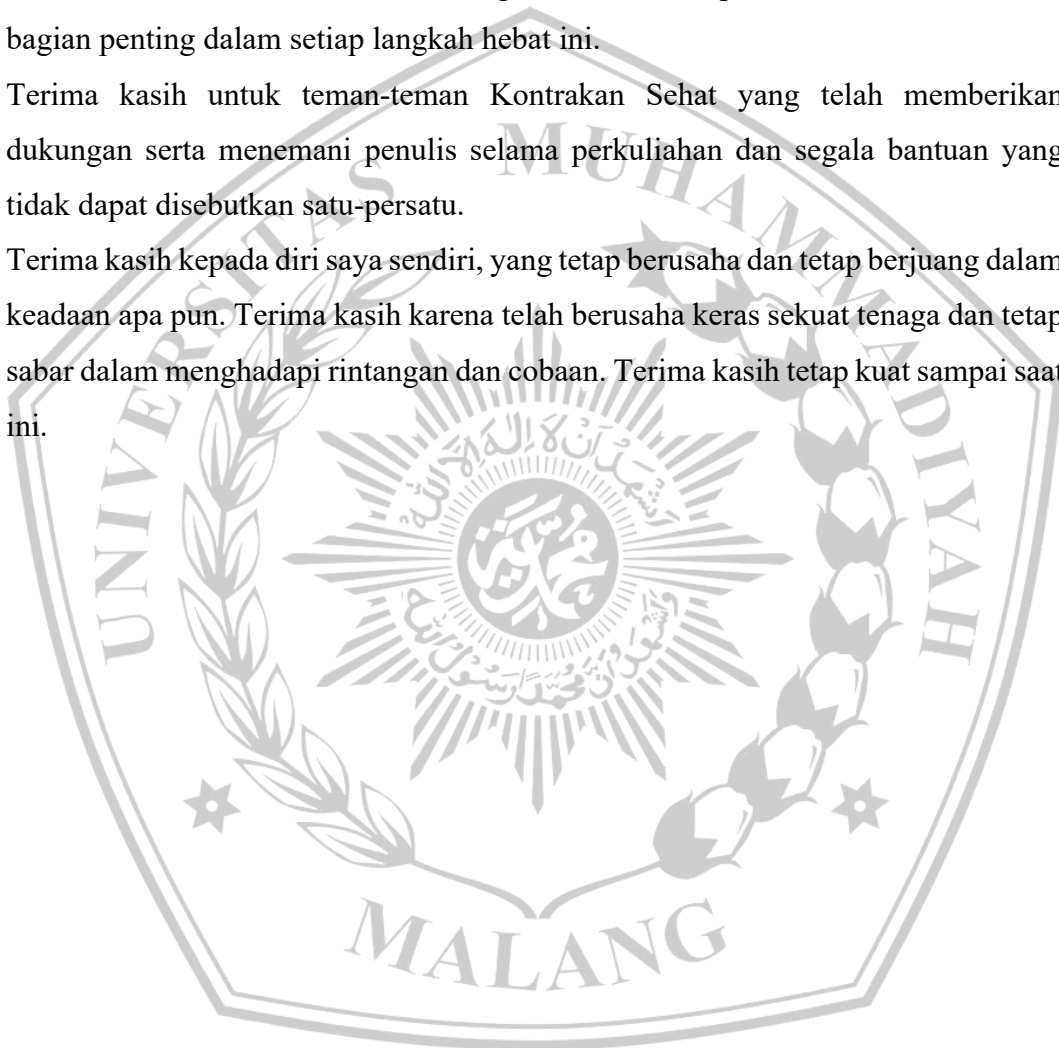 bagian penting dalam setiap langkah hebat ini.
Terima kasih untuk teman-teman Kontrakan Sehat yang telah memberikan
dukungan serta menemani penulis selama perkuliahan dan segala bantuan yang
tidak dapat disebutkan satu-persatu.
Terima kasih kepada diri saya sendiri, yang tetap berusaha dan tetap berjuang dalam
keadaan apa pun. Terima kasih karena telah berusaha keras sekuat tenaga dan tetap
sabar dalam menghadapi rintangan dan cobaan. Terima kasih tetap kuat sampai saat
ini.
UNIVERSITAS MUHAMMADIYAH
MALANG